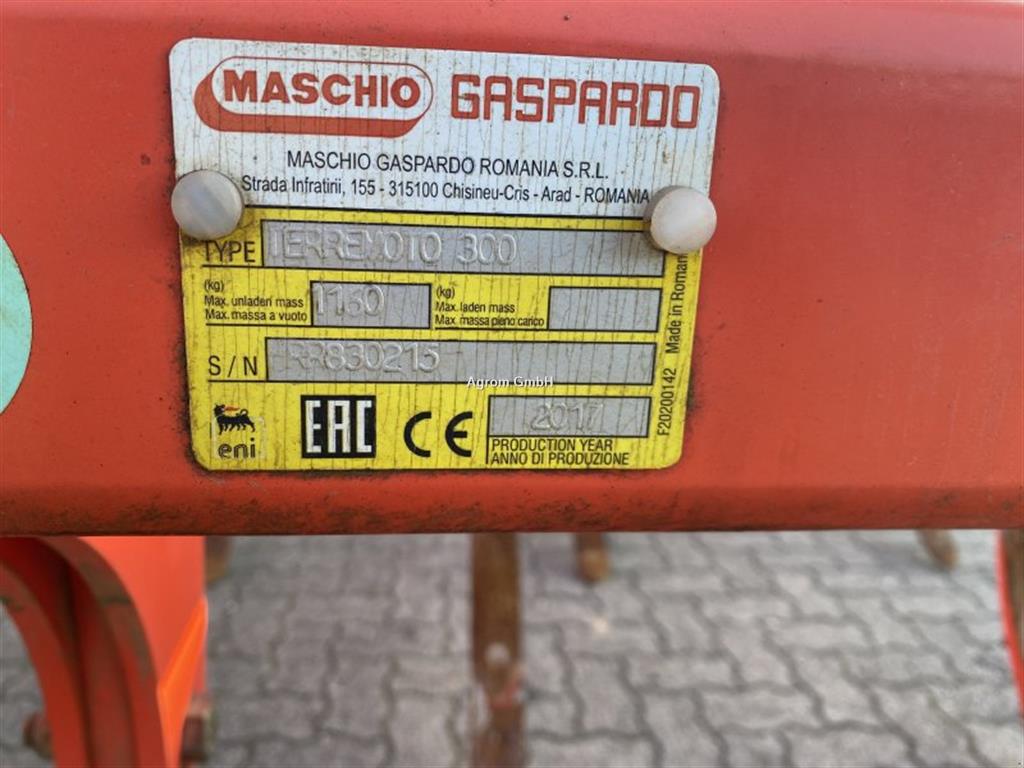 MASCHIO GASPARDO
MASCHIO GASPARDO ROMANIA S.R.L.
Strada Infratirii, 155 - 315100 Chisineu-Cris - Arad - ROMANIA
TYPE TERREMOTO 300
(kg)
Max. unladen mass
Max. massa a vuoto
(kg)
Max. laden mass
Max. massa pieno carico
S / N RR830215
Agrom GmbH
eni
EAC CE 2017
PRODUCTION YEAR
ANNO DI PRODUZIONE
F20200142 Made in